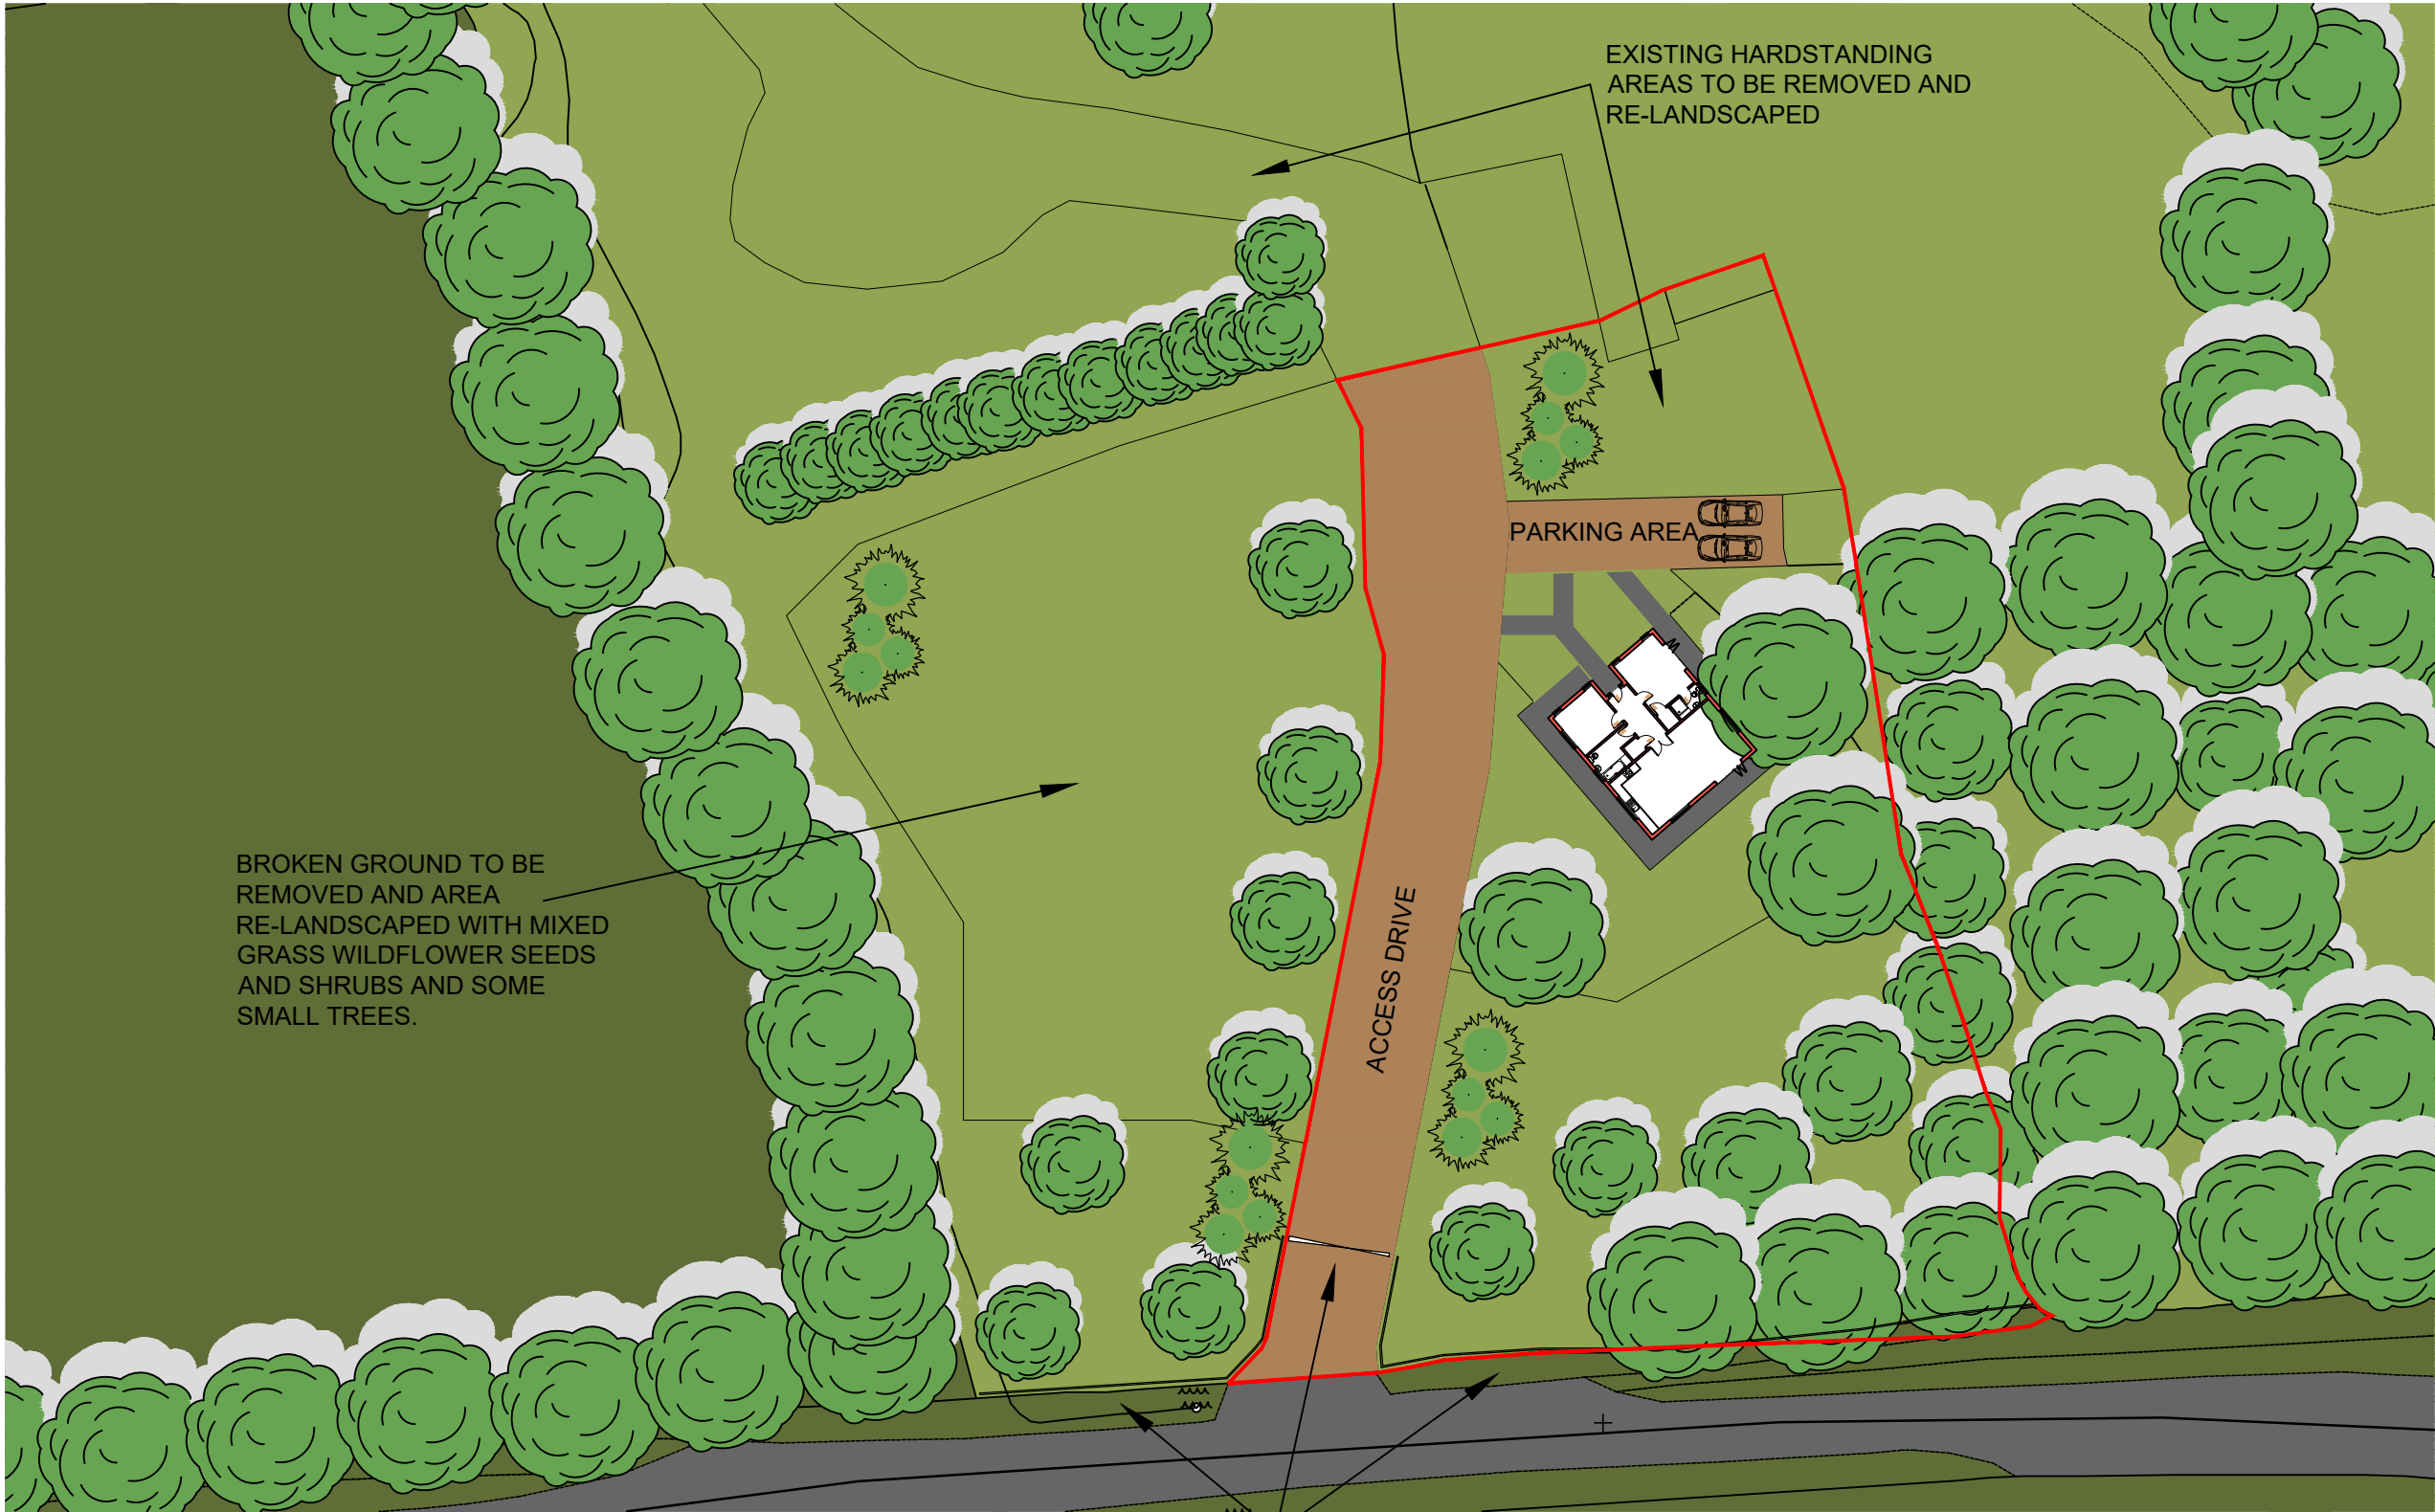 EXISTING HARDSTANDING
AREAS TO BE REMOVED AND
RE-LANDSCAPED
PARKING AREA
BROKEN GROUND TO BE
REMOVED AND AREA
RE-LANDSCAPED WITH MIXED
GRASS WILDFLOWER SEEDS
AND SHRUBS AND SOME
SMALL TREES.
ACCESS DRIVE